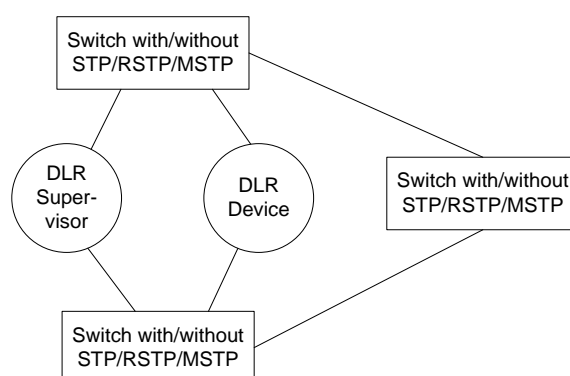 Switch with/without
STP/RSTP/MSTP
DLR
Super-
visor
DLR
Device
Switch with/without
STP/RSTP/MSTP
Switch with/without
STP/RSTP/MSTP